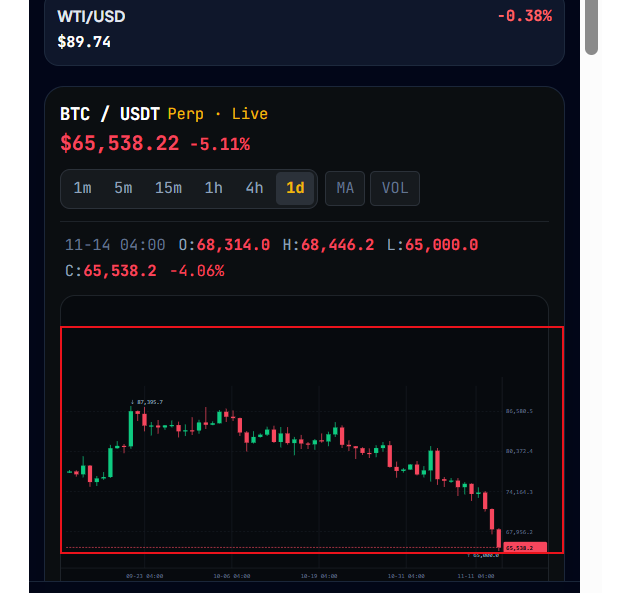 WTI/USD -0.38%
$89.74
BTC / USDT Perp · Live
$65,538.22 -5.11%
1m 5m 15m 1h 4h 1d MA VOL
11-14 04:00 O:68,314.0 H:68,446.2 L:65,000.0
C:65,538.2 -4.06%
↓ 87,395.7
86,580.5
80,372.4
74,164.3
67,956.2
65,538.2
↑ 65,000.0
09-23 04:00 10-06 04:00 10-19 04:00 10-31 04:00 11-11 04:00